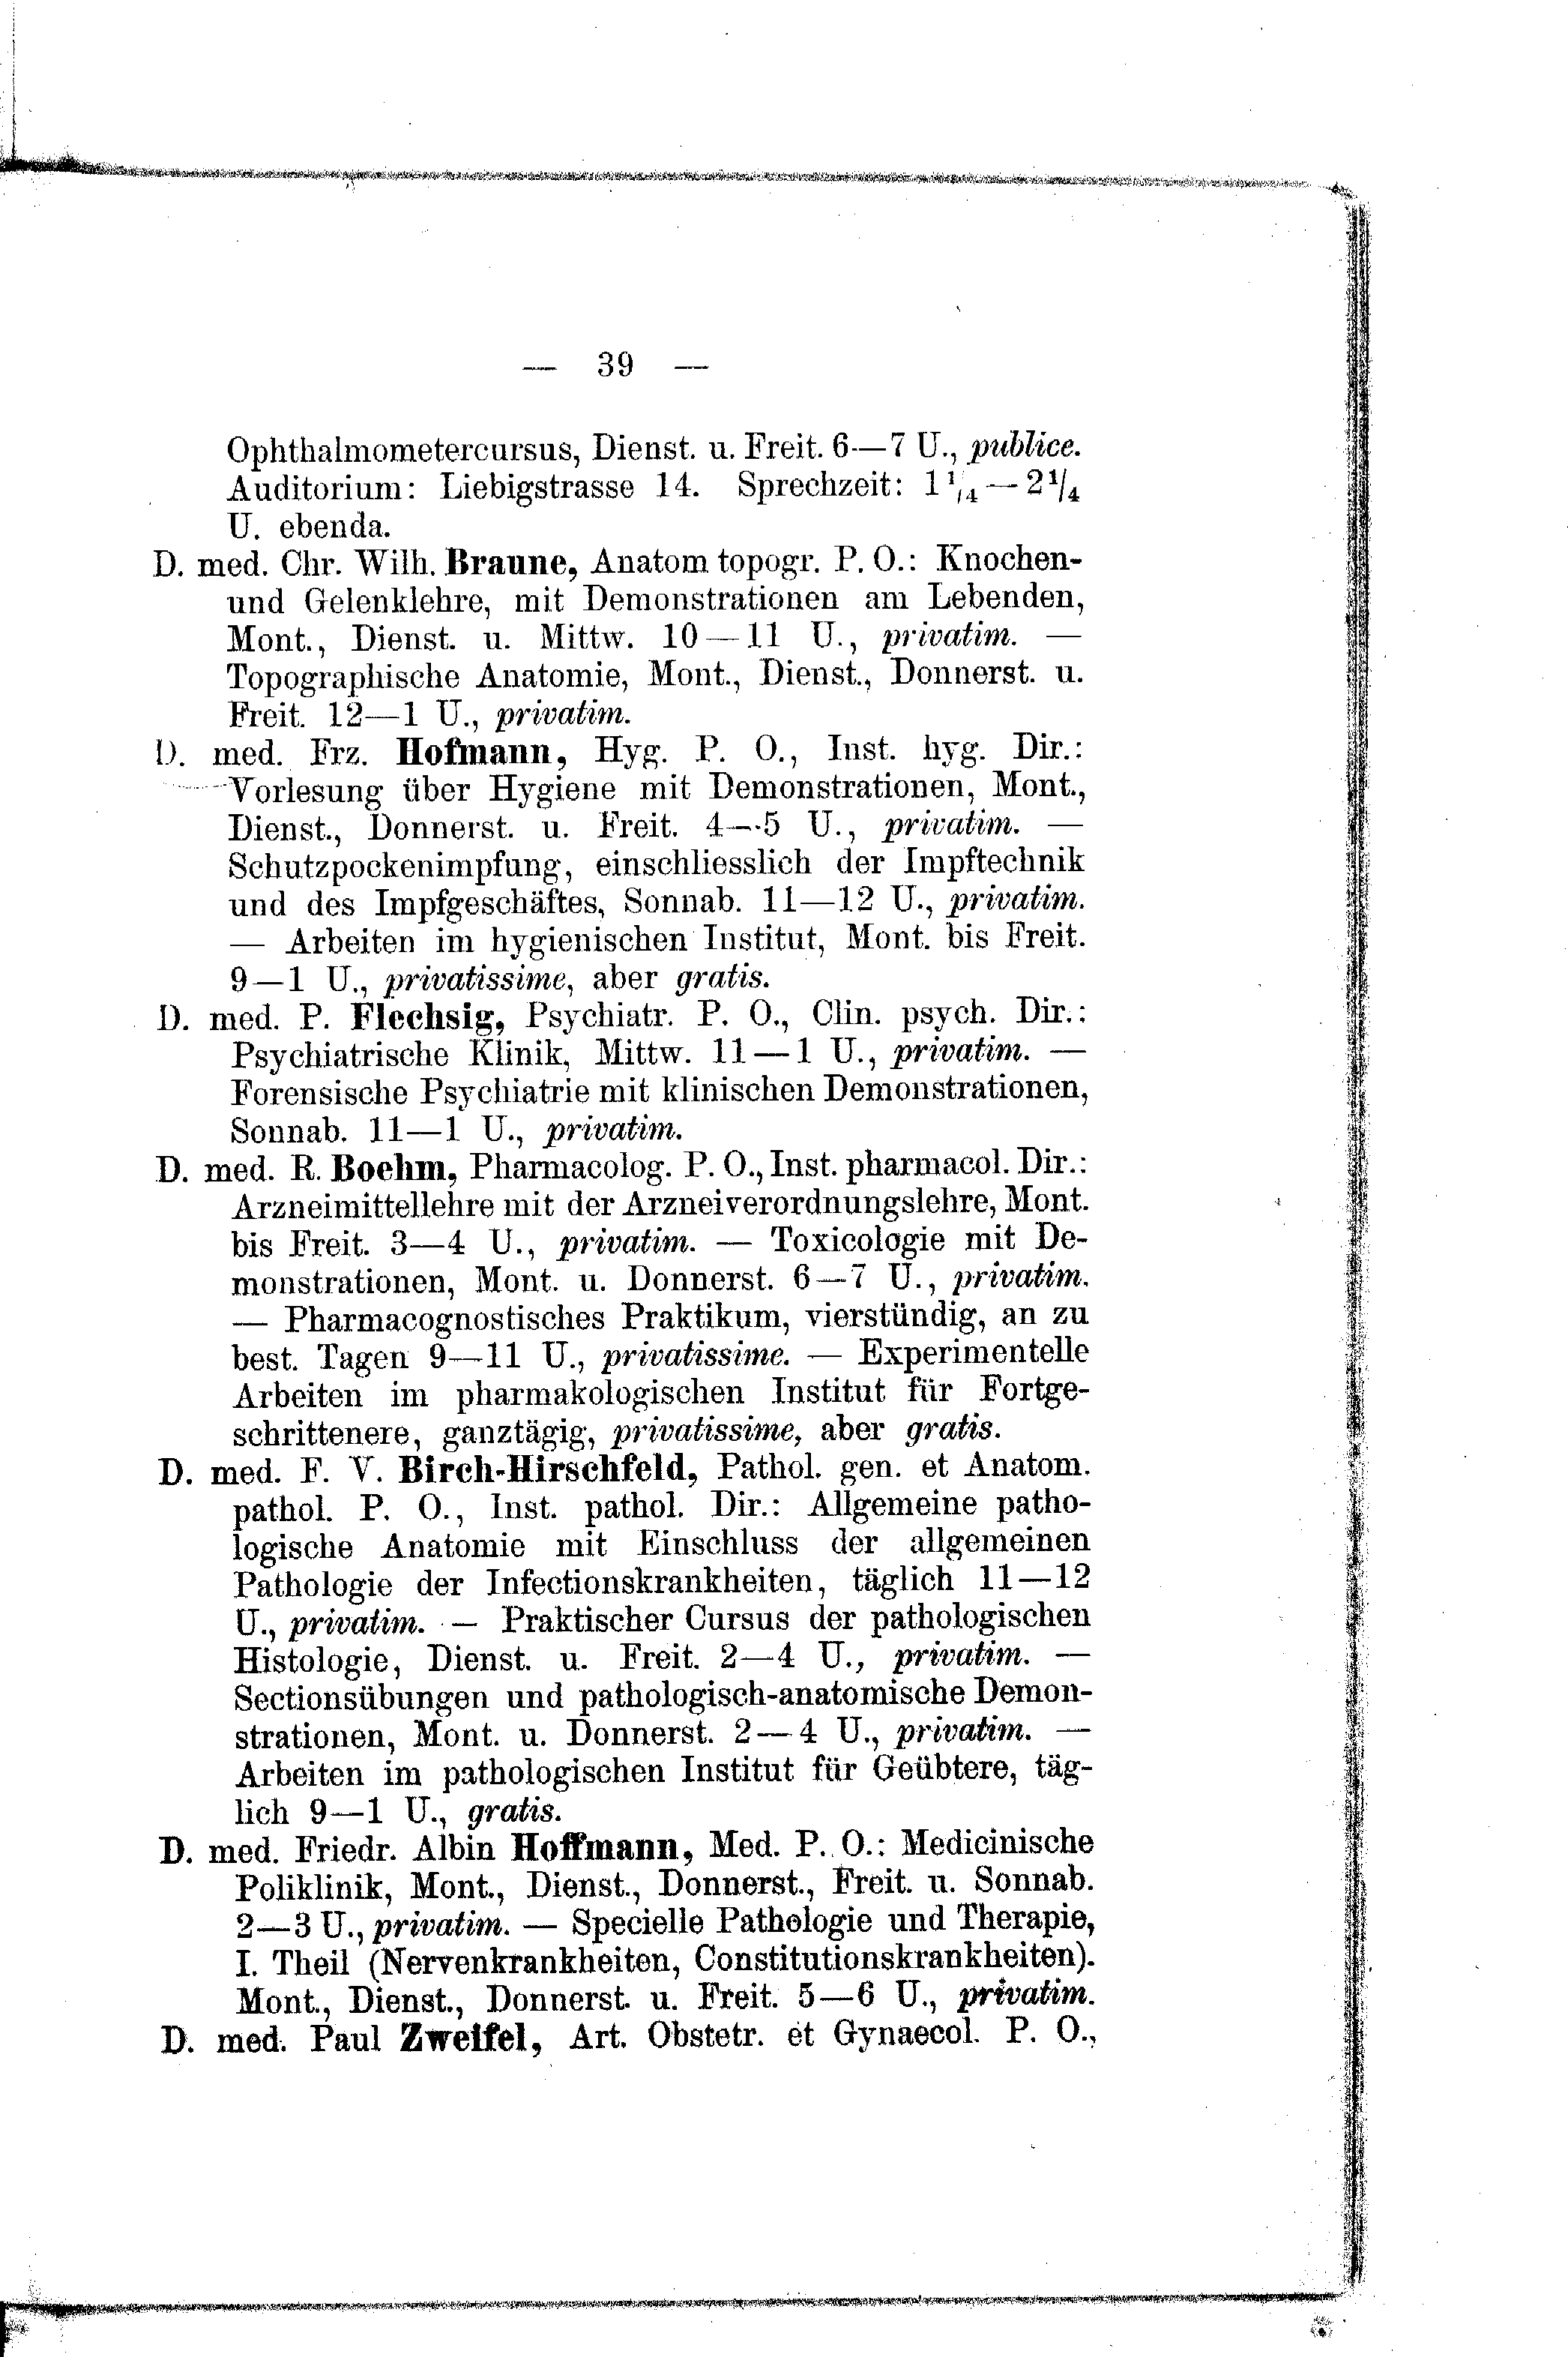 — 39 —
Ophthalmometercursus, Dienst. u. Freit. 6—7 U., publice.
Auditorium: Liebigstrasse 14. Sprechzeit: 1¹/₄ — 2¹/₄
U. ebenda.
D. med. Chr. Wilh. Braune, Anatom topogr. P. O.: Knochen-
und Gelenklehre, mit Demonstrationen am Lebenden,
Mont., Dienst. u. Mittw. 10—11 U., privatim. —
Topographische Anatomie, Mont., Dienst., Donnerst. u.
Freit. 12—1 U., privatim.
D. med. Frz. Hofmann, Hyg. P. O., Inst. hyg. Dir.:
Vorlesung über Hygiene mit Demonstrationen, Mont.,
Dienst., Donnerst. u. Freit. 4—5 U., privatim. —
Schutzpockenimpfung, einschliesslich der Impftechnik
und des Impfgeschäftes, Sonnab. 11—12 U., privatim.
— Arbeiten im hygienischen Institut, Mont. bis Freit.
9—1 U., privatissime, aber gratis.
D. med. P. Flechsig, Psychiatr. P. O., Clin. psych. Dir.:
Psychiatrische Klinik, Mittw. 11—1 U., privatim. —
Forensische Psychiatrie mit klinischen Demonstrationen,
Sonnab. 11—1 U., privatim.
D. med. R. Boehm, Pharmacolog. P. O., Inst. pharmacol. Dir.:
Arzneimittellehre mit der Arzneiverordnungslehre, Mont.
bis Freit. 3—4 U., privatim. — Toxicologie mit De-
monstrationen, Mont. u. Donnerst. 6—7 U., privatim.
— Pharmacognostisches Praktikum, vierstündig, an zu
best. Tagen 9—11 U., privatissime. — Experimentelle
Arbeiten im pharmakologischen Institut für Fortge-
schrittenere, ganztägig, privatissime, aber gratis.
D. med. F. V. Birch-Hirschfeld, Pathol. gen. et Anatom.
pathol. P. O., Inst. pathol. Dir.: Allgemeine patho-
logische Anatomie mit Einschluss der allgemeinen
Pathologie der Infectionskrankheiten, täglich 11—12
U., privatim. — Praktischer Cursus der pathologischen
Histologie, Dienst. u. Freit. 2—4 U., privatim. —
Sectionsübungen und pathologisch-anatomische Demon-
strationen, Mont. u. Donnerst. 2—4 U., privatim. —
Arbeiten im pathologischen Institut für Geübtere, täg-
lich 9—1 U., gratis.
D. med. Friedr. Albin Hoffmann, Med. P. O.: Medicinische
Poliklinik, Mont., Dienst., Donnerst., Freit. u. Sonnab.
2—3 U., privatim. — Specielle Pathologie und Therapie,
I. Theil (Nervenkrankheiten, Constitutionskrankheiten).
Mont., Dienst., Donnerst. u. Freit. 5—6 U., privatim.
D. med. Paul Zweifel, Art. Obstetr. et Gynaecol. P. O.,